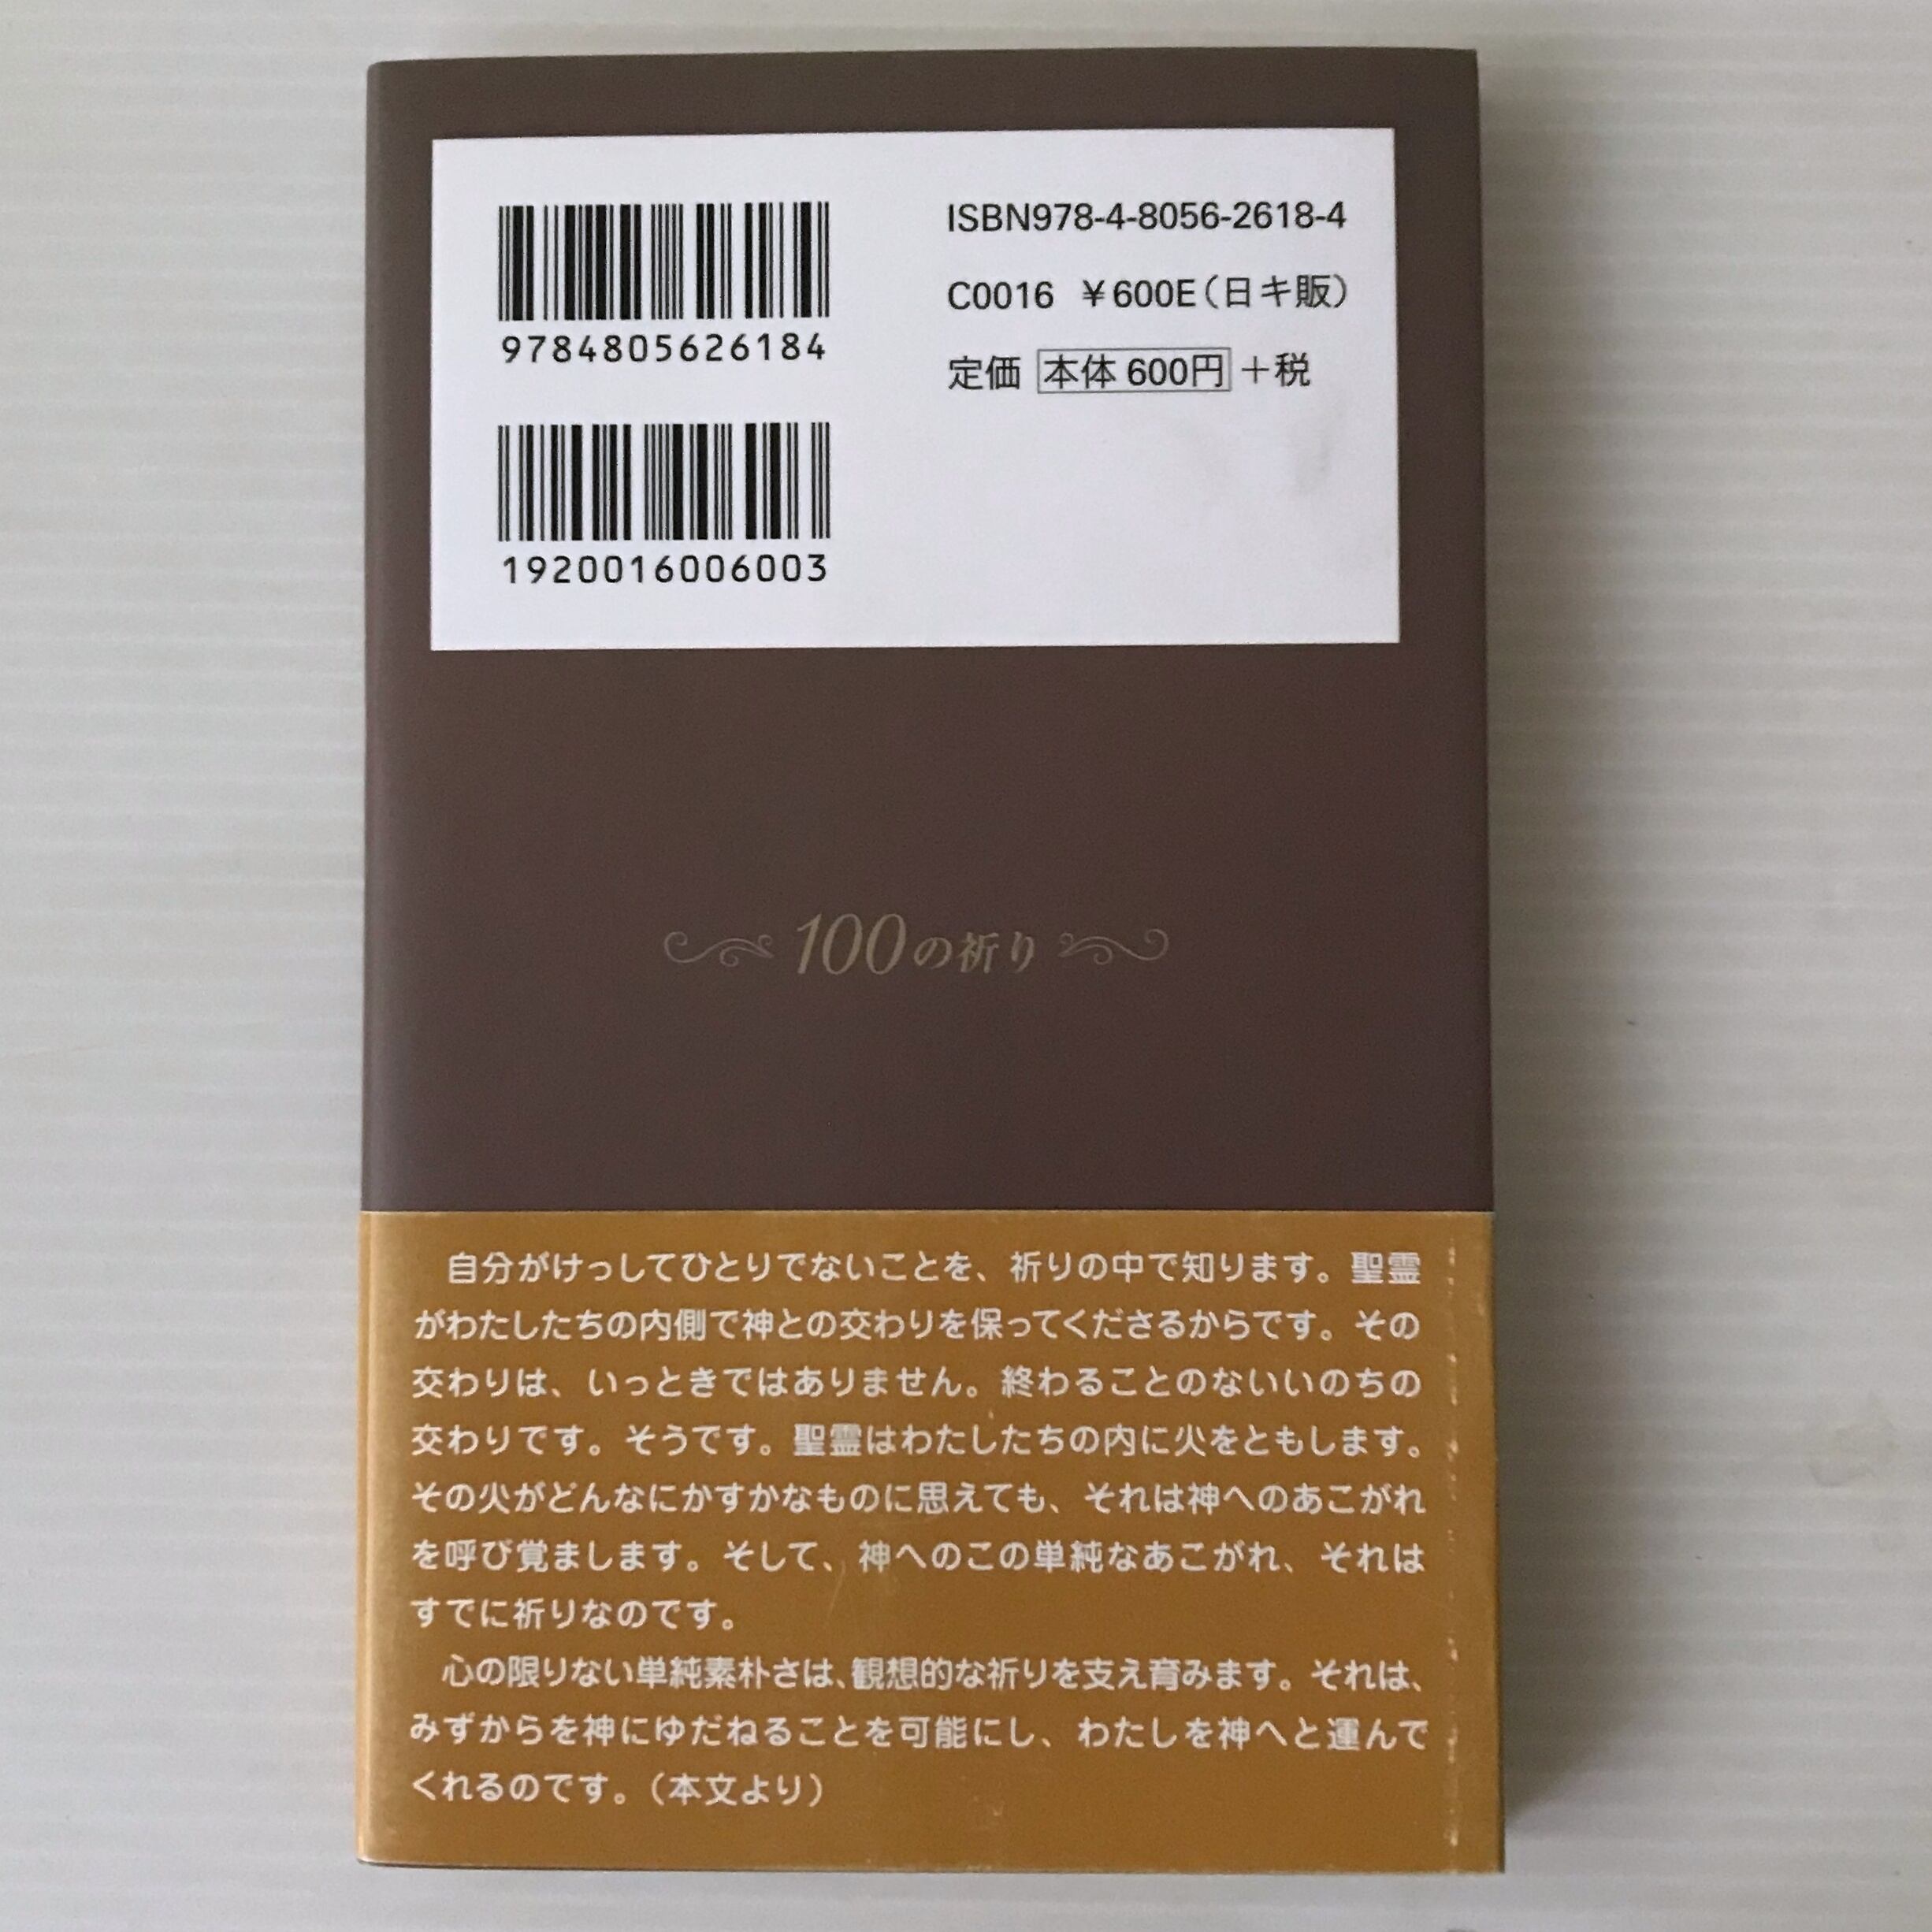 ISBN978-4-8056-2618-4
C0016 ¥600E(日キ販)
定価 本体 600円 +税
9784805626184
1920016006003
100の祈り
自分がけっしてひとりでないことを、祈りの中で知ります。聖霊
がわたしたちの内側で神との交わりを保ってくださるからです。その
交わりは、いっときではありません。終わることのないいのちの
交わりです。そうです。聖霊はわたしたちの内に火をともします。
その火がどんなにかすかなものに思えても、それは神へのあこがれ
を呼び覚まします。そして、神へのこの単純なあこがれ、それは
すでに祈りなのです。
心の限りない単純素朴さは、観想的な祈りを支え育みます。それは、
みずからを神にゆだねることを可能にし、わたしを神へと運んで
くれるのです。(本文より)